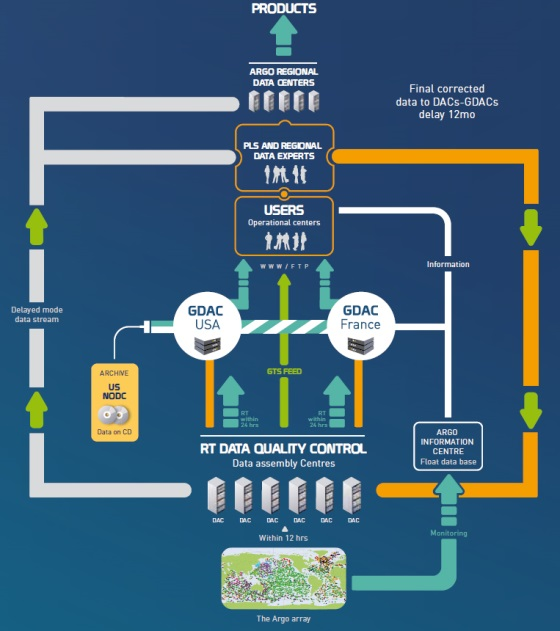 PRODUCTS
ARGO REGIONAL
DATA CENTERS
Final corrected
data to DACs-GDACs
delay 12mo
PLS AND REGIONAL
DATA EXPERTS
USERS
Operational centers
WWW/FTP
Information
Delayed mode
data stream
GDAC
USA
GDAC
France
ARCHIVE
US
NODC
Data on CD
GTS FEED
RT
within
24 hrs
RT
within
24 hrs
RT DATA QUALITY CONTROL
Data assembly Centres
ARGO
INFORMATION
CENTRE
Float data base
DAC
DAC
DAC
DAC
DAC
DAC
Within 12 hrs
Monitoring
The Argo array